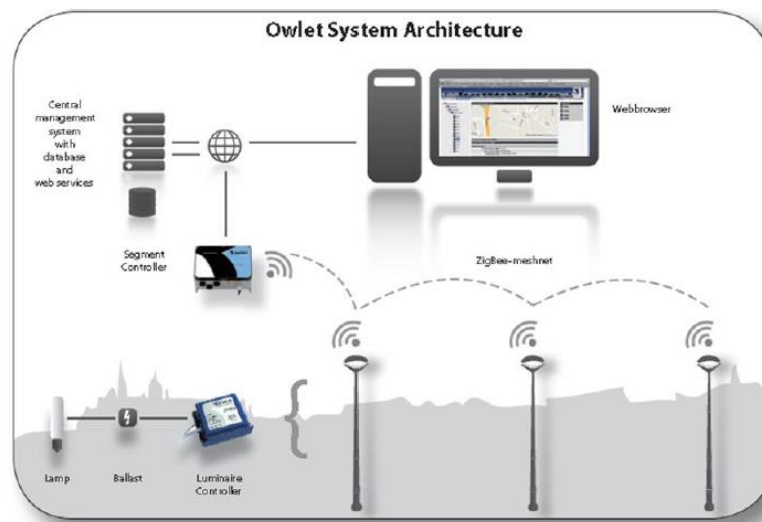 Owlet System Architecture
Central
management
system
with
database
and
web services
Webbrowser
Segment
Controller
ZigBee-meshnet
Lamp
Ballast
Luminaire
Controller